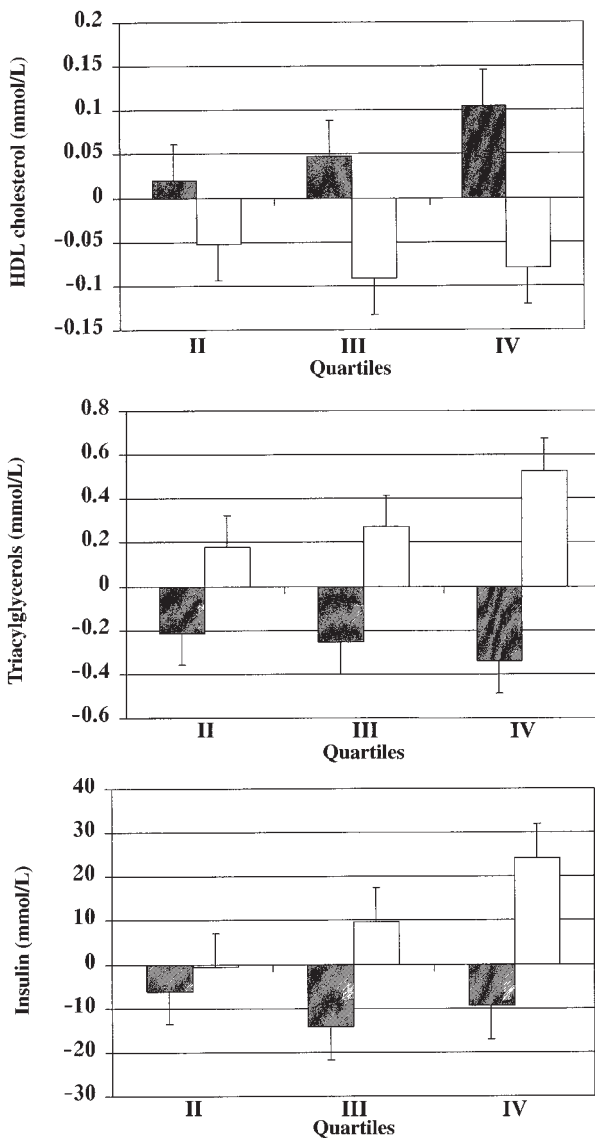 HDL cholesterol (mmol/L)
0.2
0.15
0.1
0.05
0
-0.05
-0.1
-0.15
II III IV
Quartiles
Triacylglycerols (mmol/L)
0.8
0.6
0.4
0.2
0
-0.2
-0.4
-0.6
II III IV
Quartiles
Insulin (mmol/L)
40
30
20
10
0
-10
-20
-30
II III IV
Quartiles